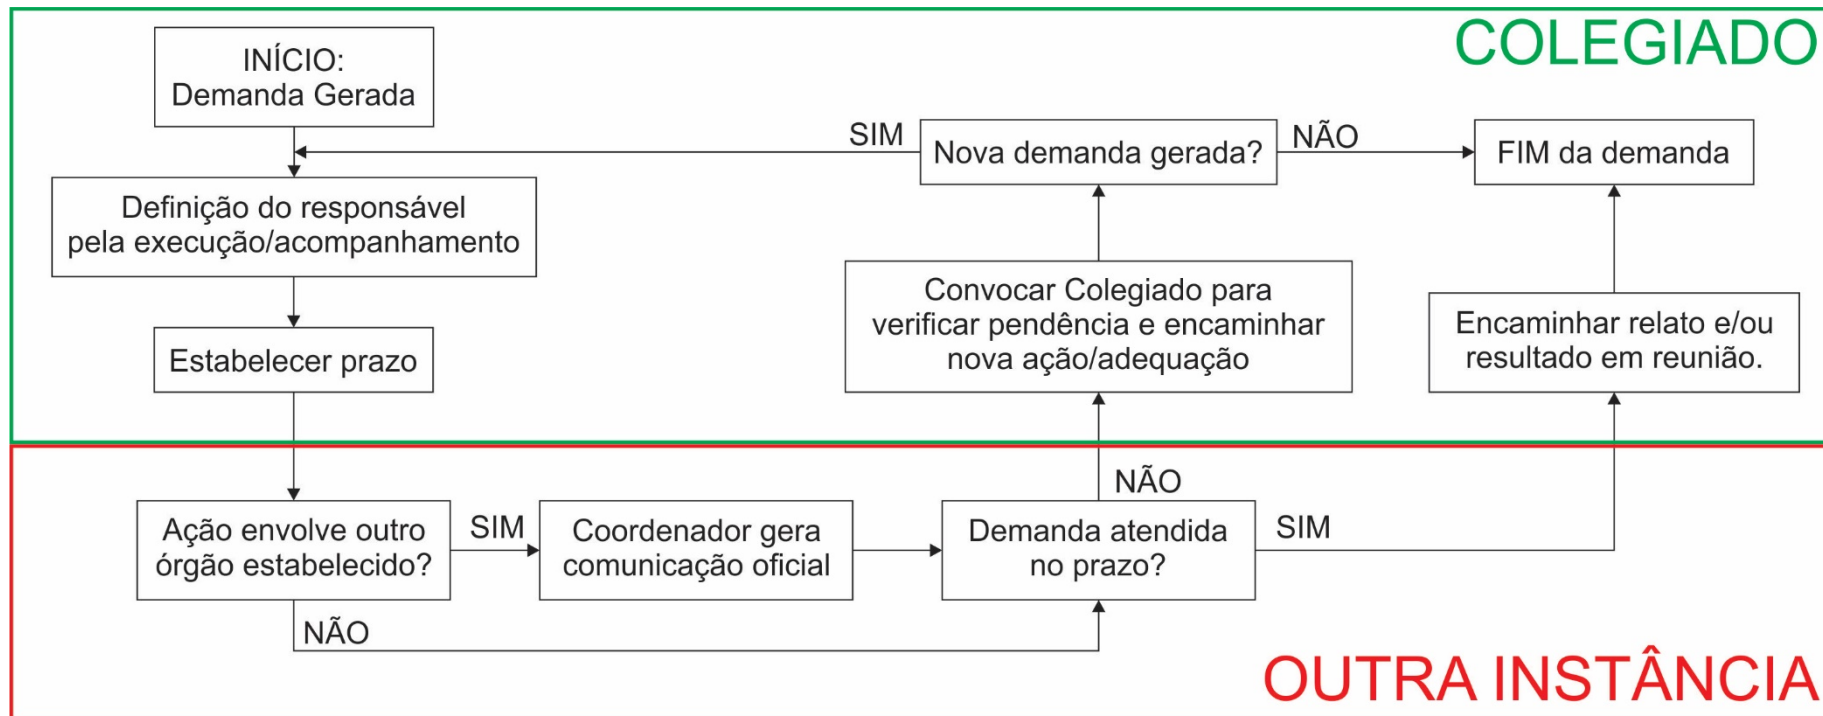 COLEGIADO
INÍCIO:
Demanda Gerada
SIM
Nova demanda gerada?
NÃO
FIM da demanda
Definição do responsável
pela execução/acompanhamento
Convocar Colegiado para
verificar pendência e encaminhar
nova ação/adequação
Encaminhar relato e/ou
resultado em reunião.
Estabelecer prazo
NÃO
Ação envolve outro
órgão estabelecido?
SIM
Coordenador gera
comunicação oficial
Demanda atendida
no prazo?
SIM
NÃO
OUTRA INSTÂNCIA